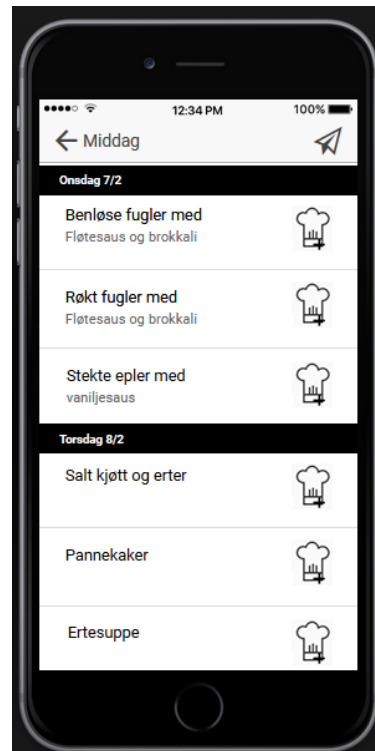 12:34 PM
100%
Middag
Onsdag 7/2
Benløse fugler med
Fløtesaus og brokkali
Røkt fugler med
Fløtesaus og brokkali
Stekte epler med
vaniljesaus
Torsdag 8/2
Salt kjøtt og erter
Pannekaker
Ertesuppe